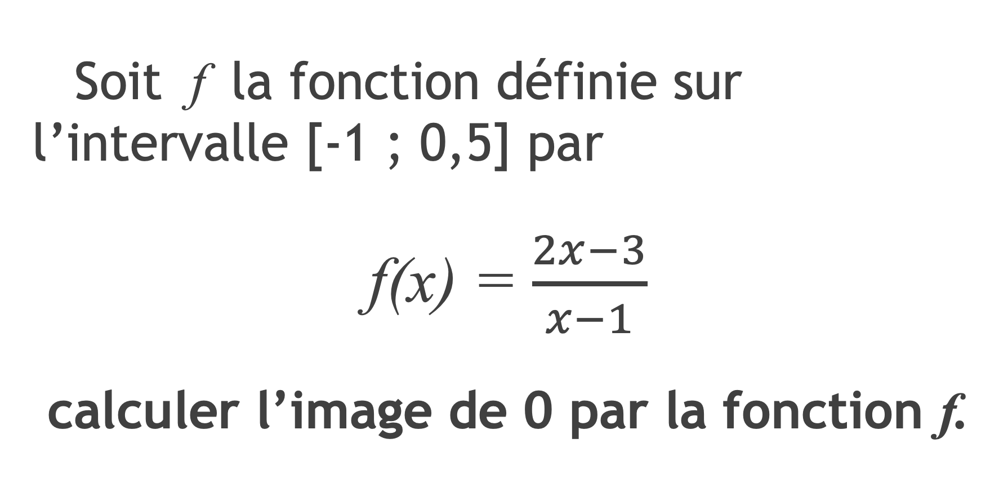 Soit f la fonction définie sur
l’intervalle [-1 ; 0,5] par
f(x) = \frac{2x−3}{x−1}
calculer l’image de 0 par la fonction f.